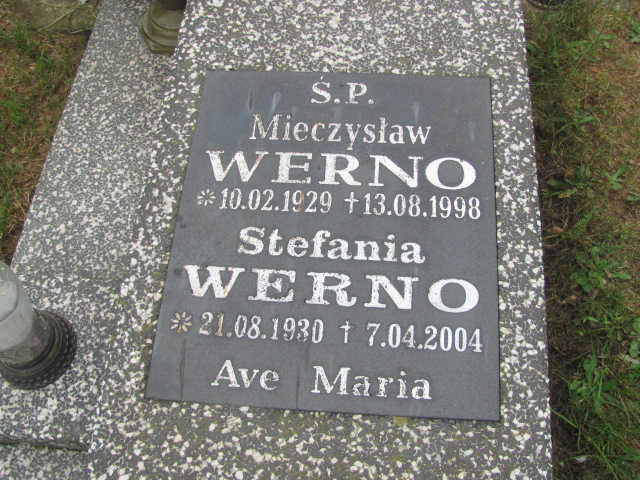 Ś.P.
Mieczysław
WERNO
*10.02.1929 †13.08.1998
Stefania
WERNO
* 21.08.1930 † 7.04.2004
Ave Maria